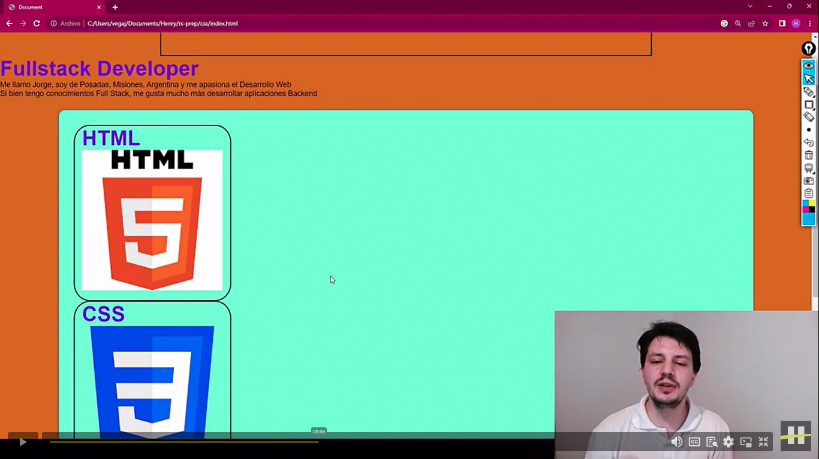 Document
Archivo
C:/Users/vegaj/Documents/Henry/rs-prep/css/index.html
H
Fullstack Developer
Me llamo Jorge, soy de Posadas, Misiones, Argentina y me apasiona el Desarrollo Web
Si bien tengo conocimientos Full Stack, me gusta mucho más desarrollar aplicaciones Backend
HTML
HTML
5
CSS
3
CC